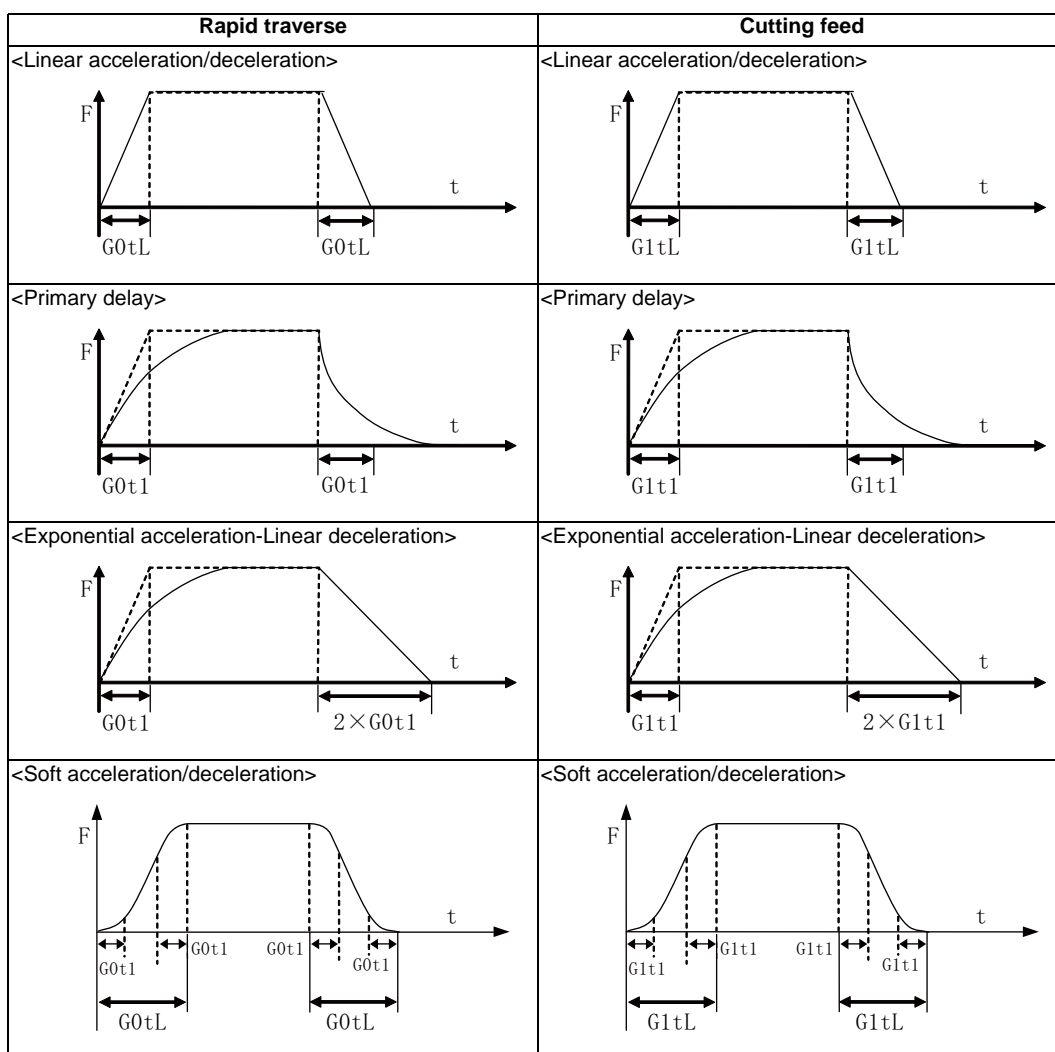 Rapid traverse
Cutting feed
<Linear acceleration/deceleration>
F
t
G0tL
G0tL
<Linear acceleration/deceleration>
F
t
G1tL
G1tL
<Primary delay>
F
t
G0t1
G0t1
<Primary delay>
F
t
G1t1
G1t1
<Exponential acceleration-Linear deceleration>
F
t
G0t1
2×G0t1
<Exponential acceleration-Linear deceleration>
F
t
G1t1
2×G1t1
<Soft acceleration/deceleration>
F
t
G0t1
G0t1
G0t1
G0t1
G0tL
G0tL
<Soft acceleration/deceleration>
F
t
G1t1
G1t1
G1t1
G1t1
G1tL
G1tL